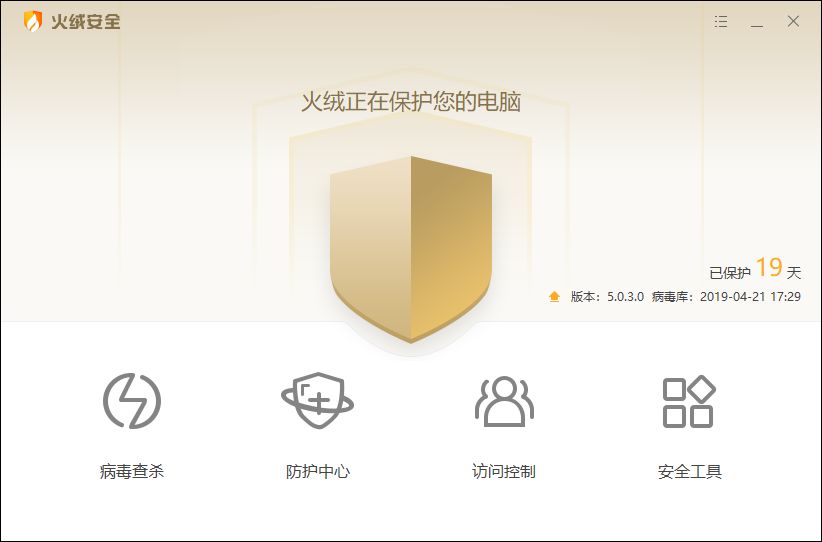 火绒安全
火绒正在保护您的电脑
已保护 19 天
版本：5.0.3.0 病毒库：2019-04-21 17:29
病毒查杀 防护中心 访问控制 安全工具